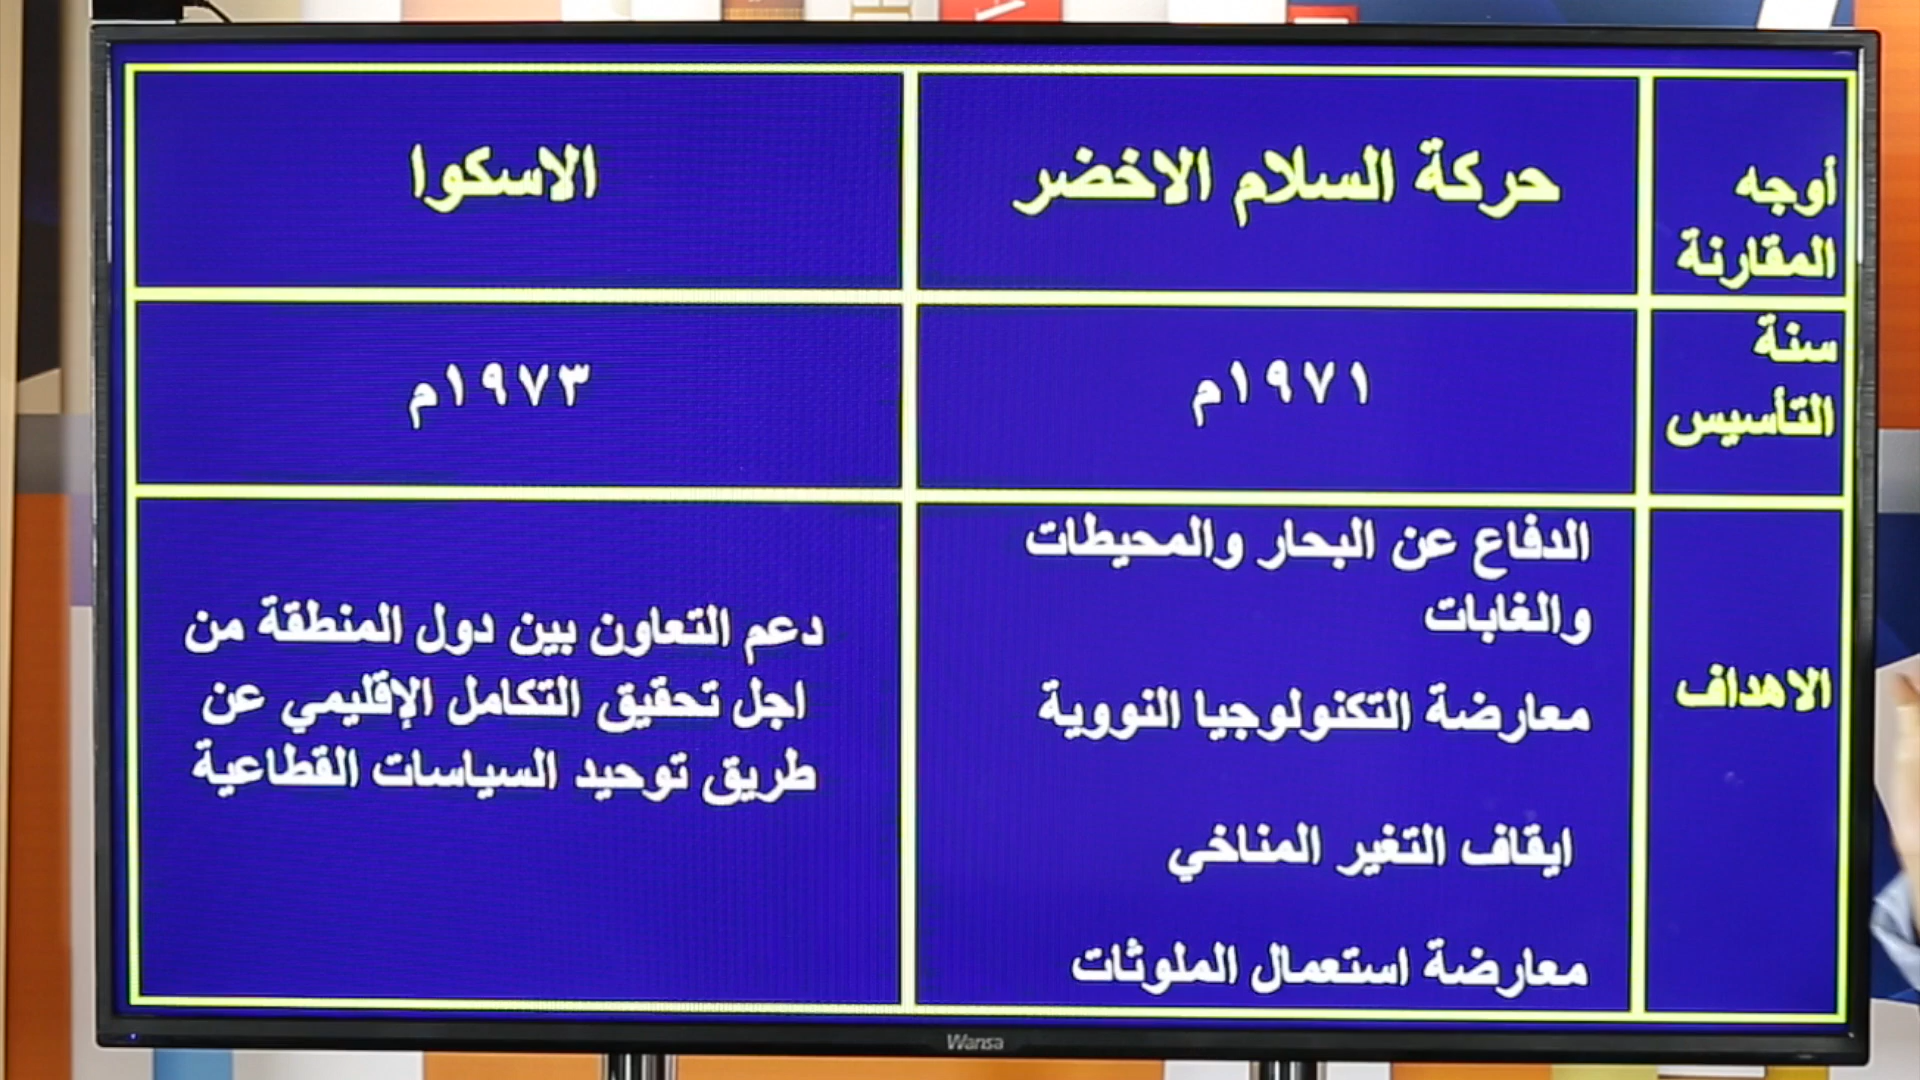 أوجه
المقارنة
حركة السلام الاخضر
الاسكوا
سنة
التأسيس
١٩٧١م
١٩٧٣م
الاهداف
الدفاع عن البحار والمحيطات
والغابات
معارضة التكنولوجيا النووية
ايقاف التغير المناخي
معارضة استعمال الملوثات
دعم التعاون بين دول المنطقة من
اجل تحقيق التكامل الإقليمي عن
طريق توحيد السياسات القطاعية
Wansa